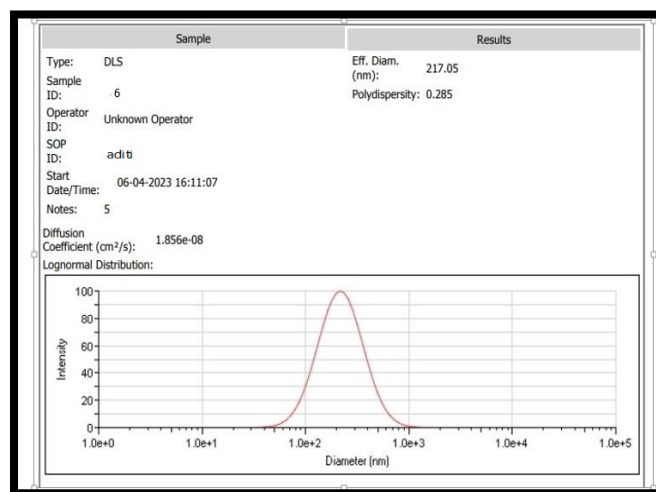 Sample
Results
Type: DLS
Sample ID: 6
Operator ID: Unknown Operator
SOP ID: aditi
Start Date/Time: 06-04-2023 16:11:07
Notes: 5
Eff. Diam. (nm): 217.05
Polydispersity: 0.285
Diffusion Coefficient (cm²/s): 1.856e-08
Lognormal Distribution:
100
80
60
40
20
0
Intensity
1.0e+0 1.0e+1 1.0e+2 1.0e+3 1.0e+4 1.0e+5
Diameter (nm)